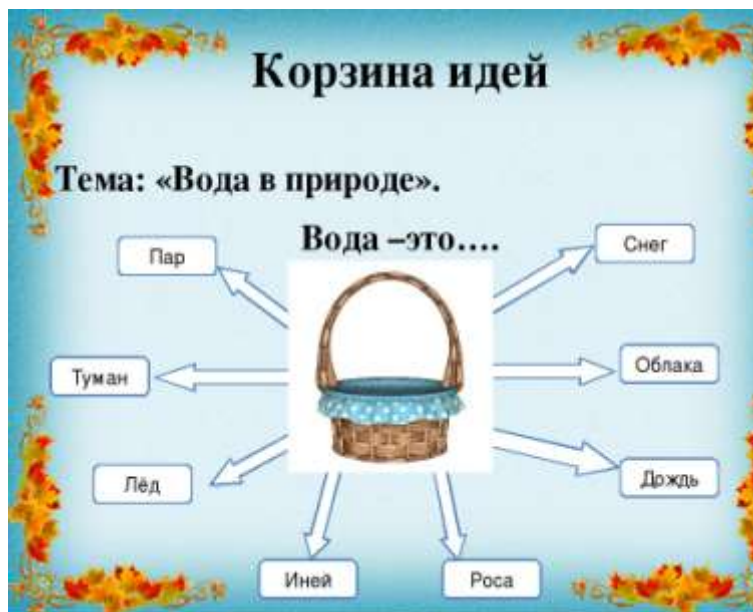 Корзина идей
Тема: «Вода в природе».
Вода –это….
Пар
Снег
Туман
Облака
Лёд
Дождь
Иней
Роса